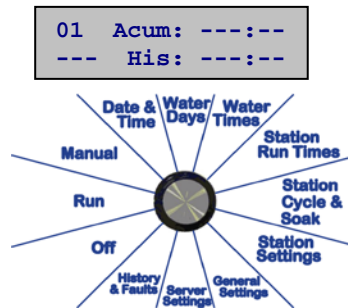 01 Acum: ---:--
--- His: ---:--
Date &
Time
Water
Days
Water
Times
Station
Run Times
Station
Cycle &
Soak
Station
Settings
General
Settings
Server
Settings
History
& Faults
Off
Run
Manual